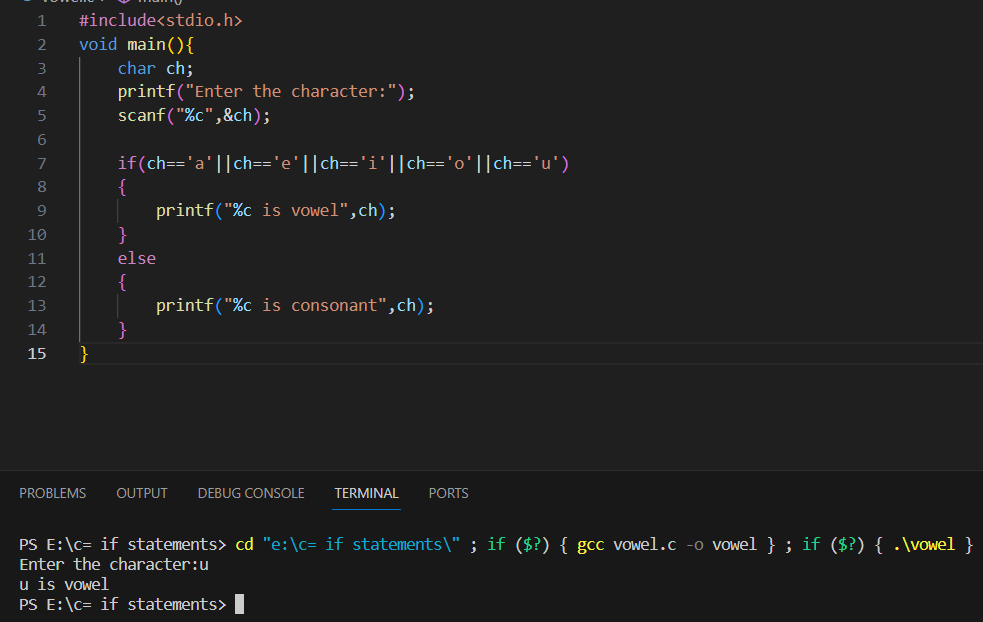 1 #include<stdio.h>
2 void main(){
3     char ch;
4     printf("Enter the character:");
5     scanf("%c",&ch);
6
7     if(ch=='a'||ch=='e'||ch=='i'||ch=='o'||ch=='u')
8     {
9         printf("%c is vowel",ch);
10     }
11     else
12     {
13         printf("%c is consonant",ch);
14     }
15 }
PROBLEMS OUTPUT DEBUG CONSOLE TERMINAL PORTS
PS E:\c= if statements> cd "e:\c= if statements\" ; if ($?) { gcc vowel.c -o vowel } ; if ($?) { .\vowel }
Enter the character:u
u is vowel
PS E:\c= if statements>